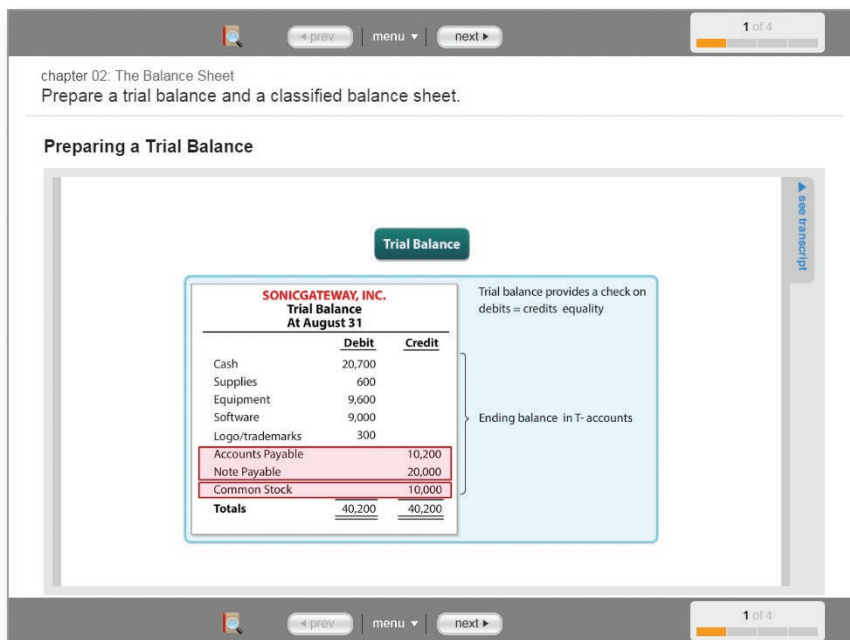 prev menu next 1 of 4
chapter 02: The Balance Sheet
Prepare a trial balance and a classified balance sheet.
Preparing a Trial Balance
see transcript
Trial Balance
SONICGATEWAY, INC.
Trial Balance
At August 31
Debit Credit
Cash 20,700
Supplies 600
Equipment 9,600
Software 9,000
Logo/trademarks 300
Accounts Payable 10,200
Note Payable 20,000
Common Stock 10,000
Totals 40,200 40,200
Trial balance provides a check on
debits = credits equality
Ending balance in T- accounts
prev menu next 1 of 4